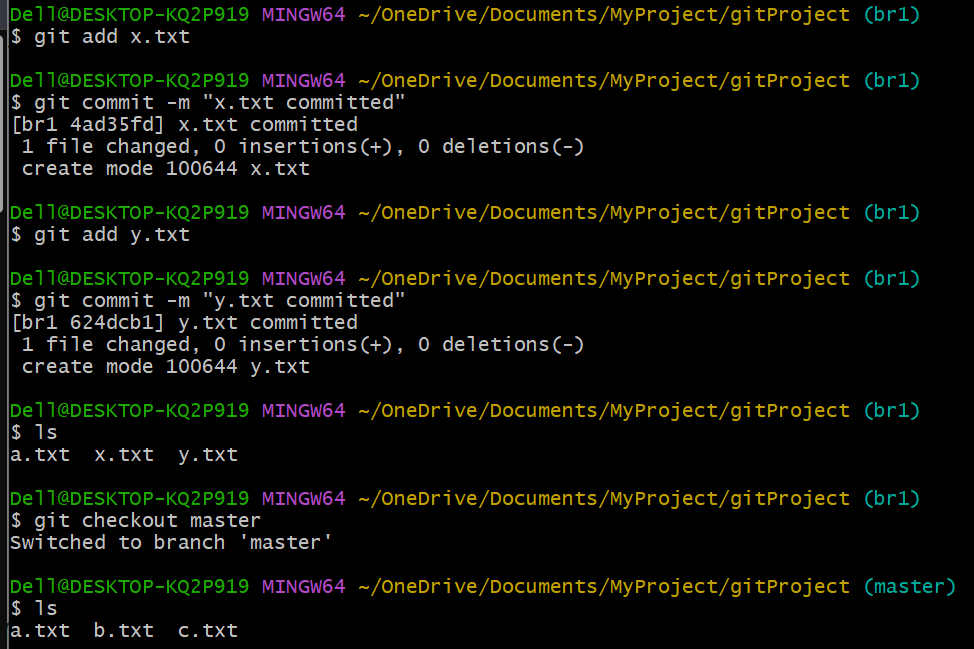 Dell@DESKTOP-KQ2P919 MINGW64 ~/OneDrive/Documents/MyProject/gitProject (br1)
$ git add x.txt
Dell@DESKTOP-KQ2P919 MINGW64 ~/OneDrive/Documents/MyProject/gitProject (br1)
$ git commit -m "x.txt committed"
[br1 4ad35fd] x.txt committed
 1 file changed, 0 insertions(+), 0 deletions(-)
 create mode 100644 x.txt
Dell@DESKTOP-KQ2P919 MINGW64 ~/OneDrive/Documents/MyProject/gitProject (br1)
$ git add y.txt
Dell@DESKTOP-KQ2P919 MINGW64 ~/OneDrive/Documents/MyProject/gitProject (br1)
$ git commit -m "y.txt committed"
[br1 624dcb1] y.txt committed
 1 file changed, 0 insertions(+), 0 deletions(-)
 create mode 100644 y.txt
Dell@DESKTOP-KQ2P919 MINGW64 ~/OneDrive/Documents/MyProject/gitProject (br1)
$ ls
a.txt  x.txt  y.txt
Dell@DESKTOP-KQ2P919 MINGW64 ~/OneDrive/Documents/MyProject/gitProject (br1)
$ git checkout master
Switched to branch 'master'
Dell@DESKTOP-KQ2P919 MINGW64 ~/OneDrive/Documents/MyProject/gitProject (master)
$ ls
a.txt  b.txt  c.txt